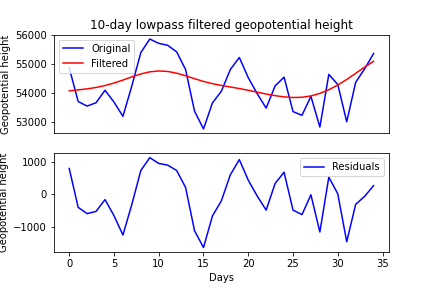 10-day lowpass filtered geopotential height
Geopotential height
56000
55000
54000
53000
Original
Filtered
Geopotential height
1000
0
−1000
Residuals
0 5 10 15 20 25 30 35
Days